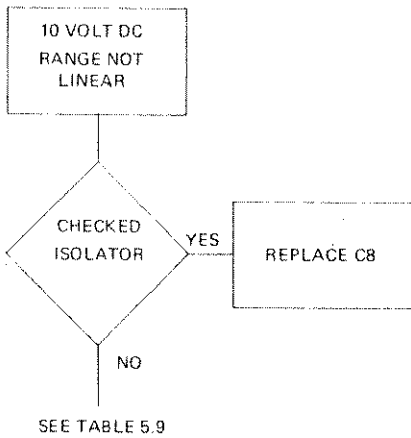 10 VOLT DC
RANGE NOT
LINEAR
CHECKED
ISOLATOR
YES
REPLACE C8
NO
SEE TABLE 5.9